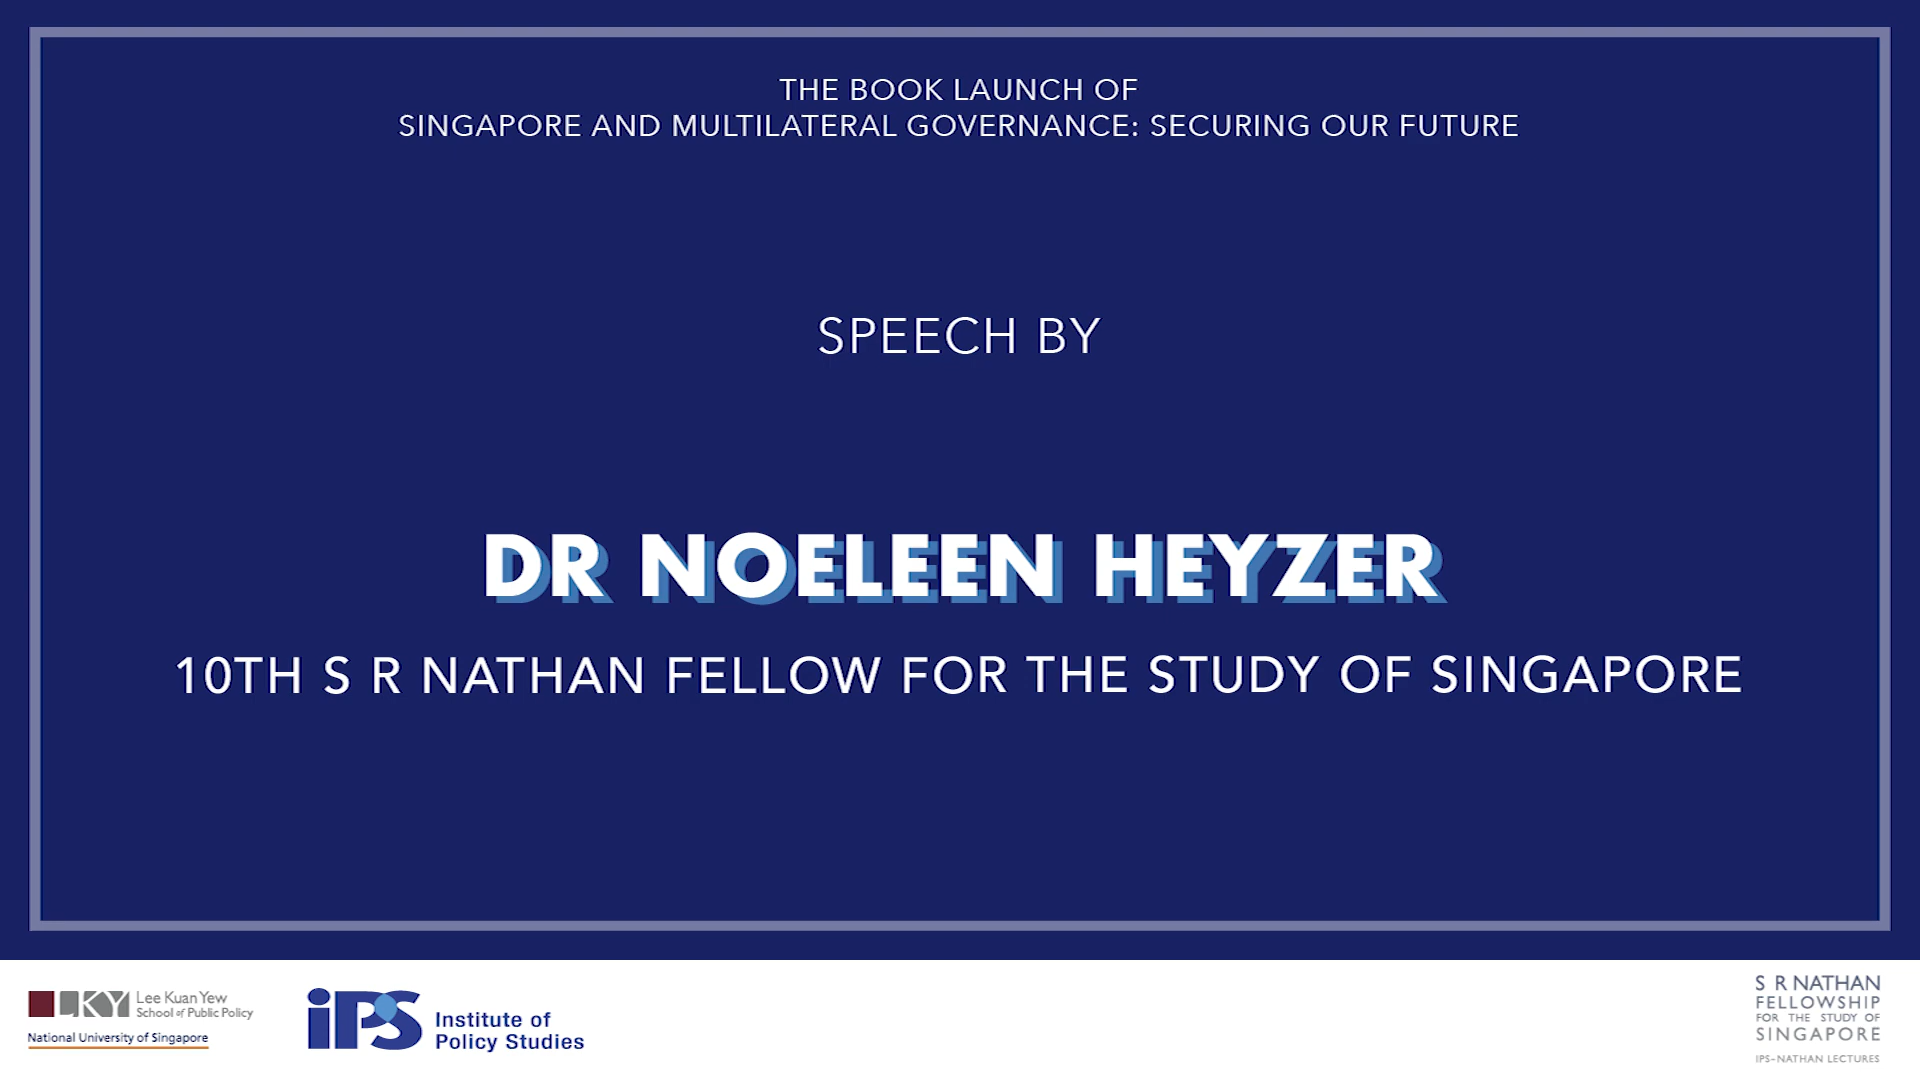 THE BOOK LAUNCH OF
SINGAPORE AND MULTILATERAL GOVERNANCE: SECURING OUR FUTURE
SPEECH BY
DR NOELEEN HEYZER
10TH S R NATHAN FELLOW FOR THE STUDY OF SINGAPORE
LKY Lee Kuan Yew
School of Public Policy
National University of Singapore
iPS Institute of
Policy Studies
S R NATHAN
FELLOWSHIP
FOR THE STUDY OF
SINGAPORE
IPS–NATHAN LECTURES